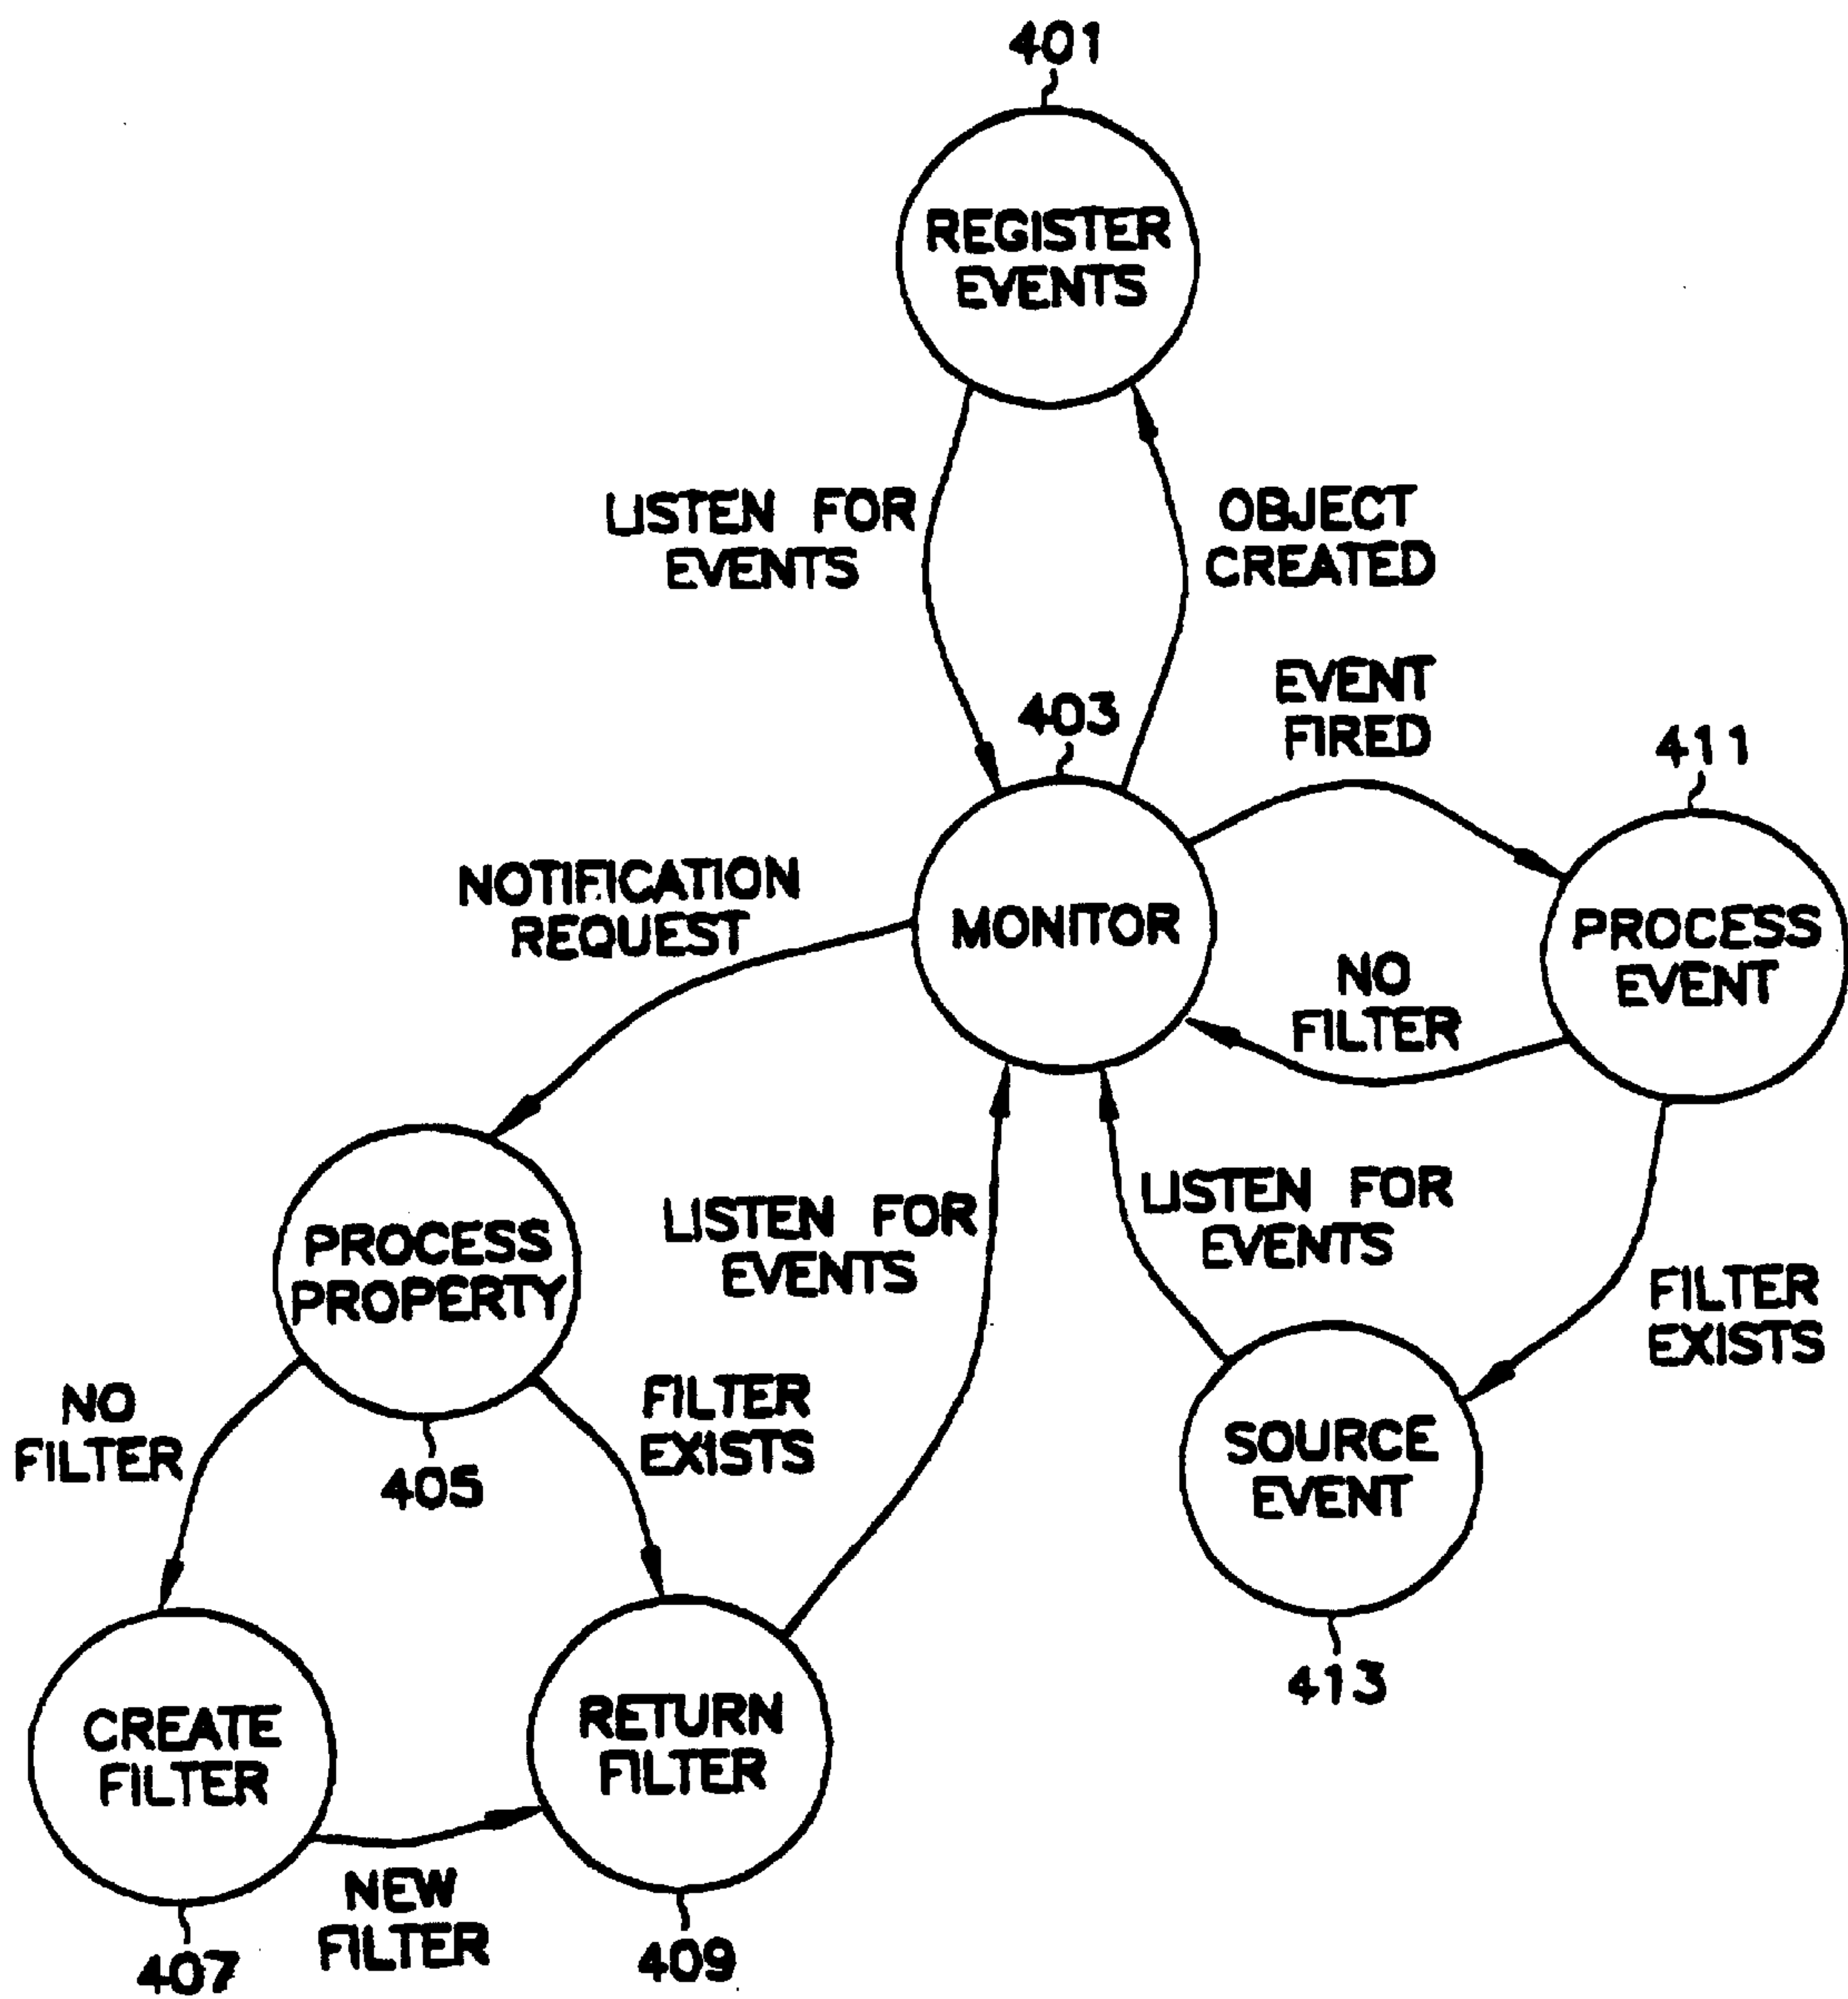 401
REGISTER
EVENTS
LISTEN FOR
EVENTS
OBJECT
CREATED
EVENT
FIRED
403
411
NOTIFICATION
REQUEST
MONITOR
PROCESS
EVENT
NO
FILTER
LISTEN FOR
EVENTS
LISTEN FOR
EVENTS
PROCESS
PROPERTY
FILTER
EXISTS
NO
FILTER
405
FILTER
EXISTS
SOURCE
EVENT
413
CREATE
FILTER
RETURN
FILTER
NEW
FILTER
407
409